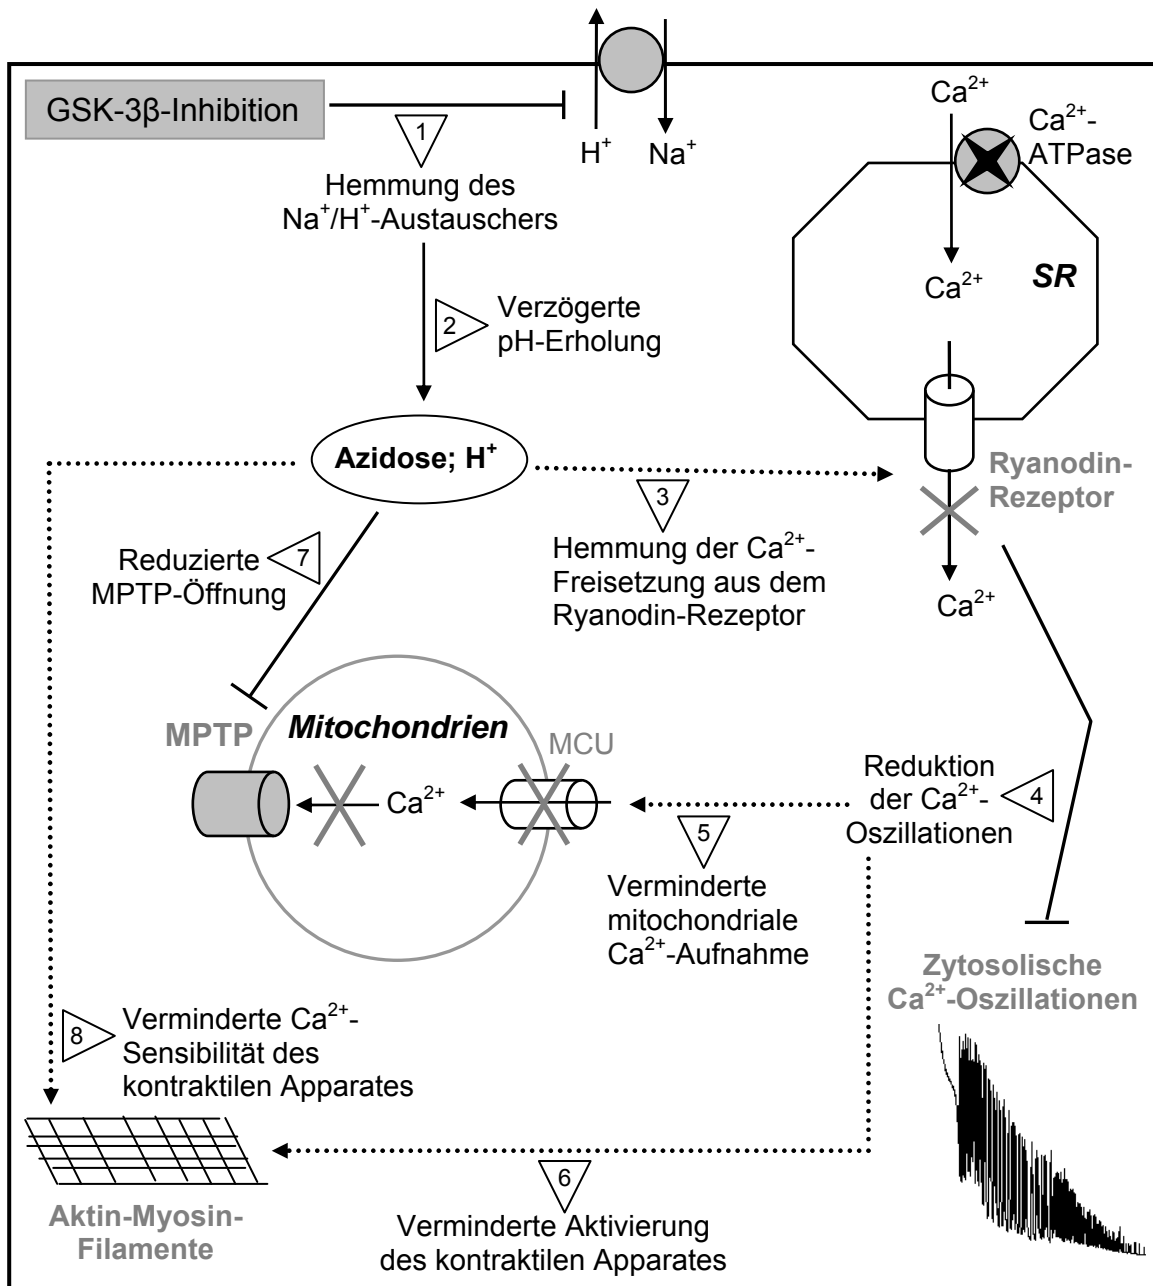 GSK-3β-Inhibition
1
H⁺
Na⁺
Hemmung des
Na⁺/H⁺-Austauschers
Ca²⁺
Ca²⁺-
ATPase
Ca²⁺
SR
2
Verzögerte
pH-Erholung
Azidose; H⁺
Ryanodin-
Rezeptor
3
Hemmung der Ca²⁺-
Freisetzung aus dem
Ryanodin-Rezeptor
Ca²⁺
7
Reduzierte
MPTP-Öffnung
MPTP
Mitochondrien
MCU
Ca²⁺
Reduktion
der Ca²⁺-
Oszillationen
4
5
Verminderte
mitochondriale
Ca²⁺-Aufnahme
Zytosolische
Ca²⁺-Oszillationen
8
Verminderte Ca²⁺-
Sensibilität des
kontraktilen Apparates
6
Verminderte Aktivierung
des kontraktilen Apparates
Aktin-Myosin-
Filamente